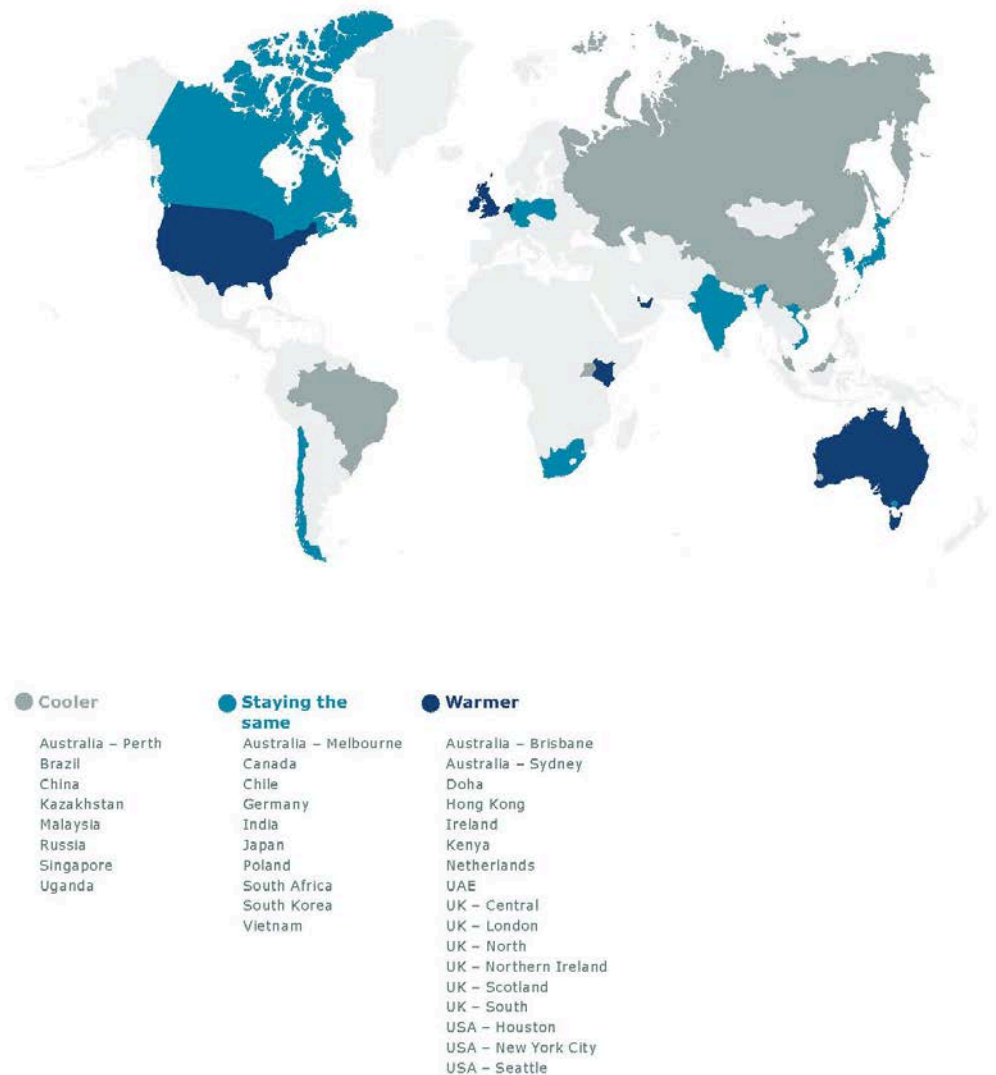 Cooler
Australia – Perth
Brazil
China
Kazakhstan
Malaysia
Russia
Singapore
Uganda
Staying the
same
Australia – Melbourne
Canada
Chile
Germany
India
Japan
Poland
South Africa
South Korea
Vietnam
Warmer
Australia – Brisbane
Australia – Sydney
Doha
Hong Kong
Ireland
Kenya
Netherlands
UAE
UK – Central
UK – London
UK – North
UK – Northern Ireland
UK – Scotland
UK – South
USA – Houston
USA – New York City
USA – Seattle